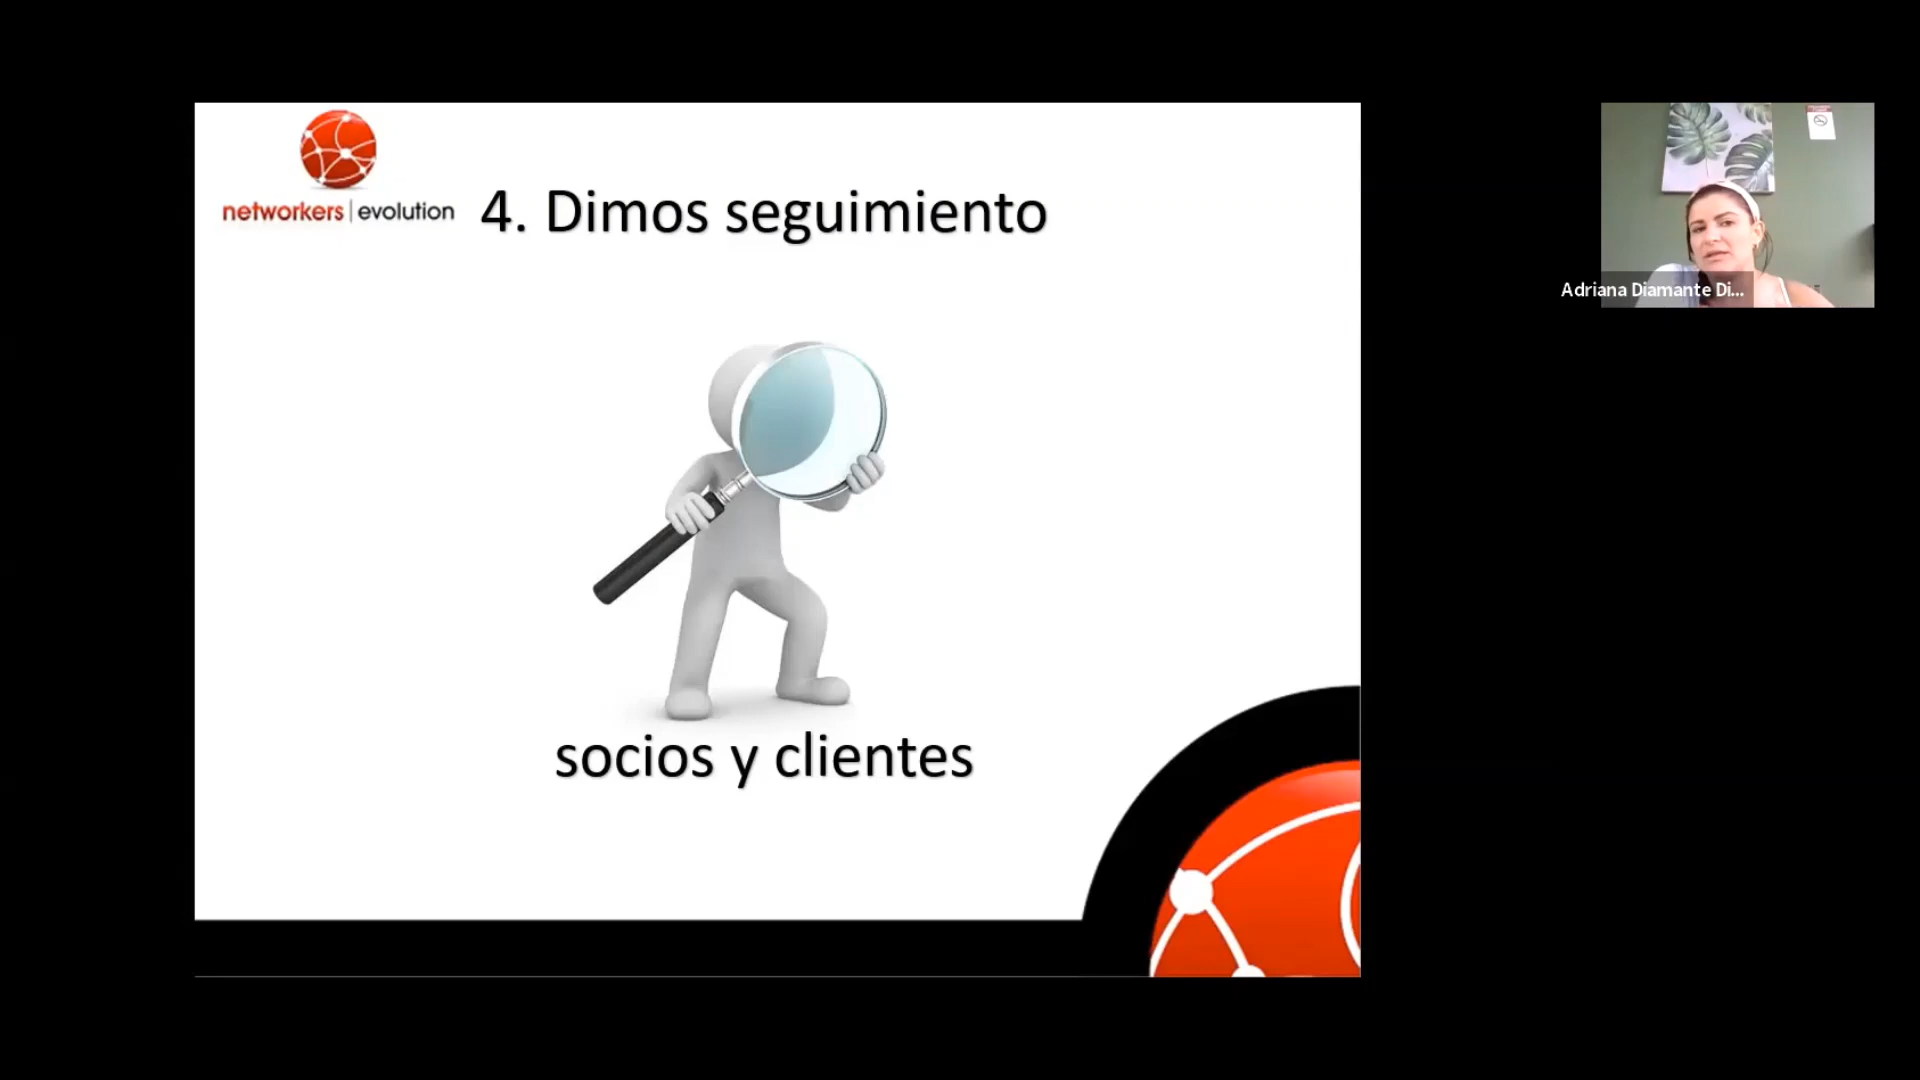 networkers | evolution
4. Dimos seguimiento
socios y clientes
Adriana Diamante Di...